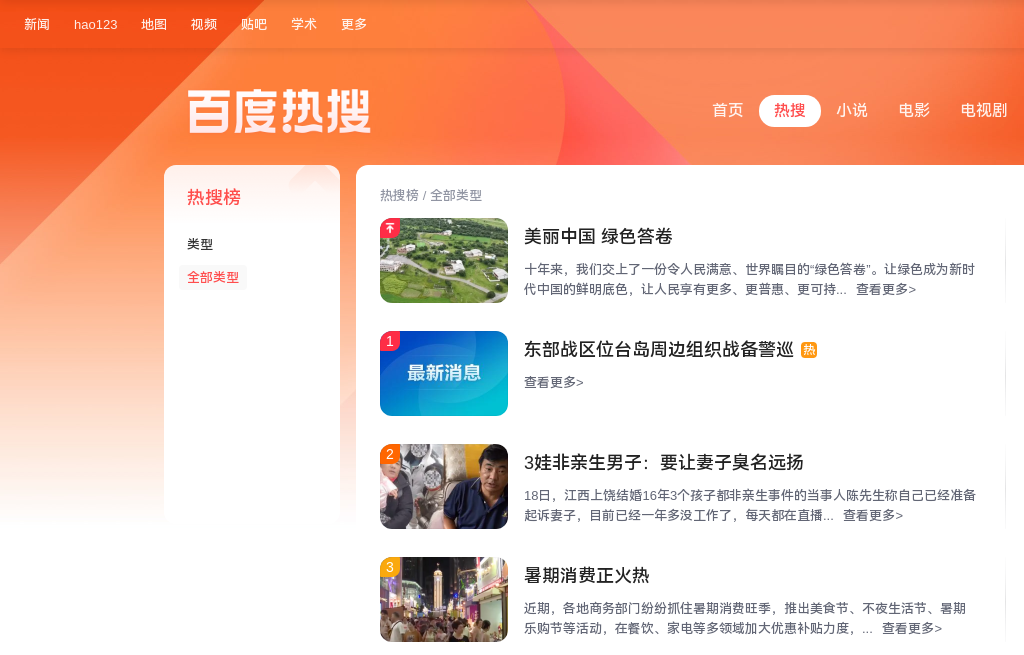 新闻 hao123 地图 视频 贴吧 学术 更多
百度热搜
首页 热搜 小说 电影 电视剧
热搜榜
类型
全部类型
热搜榜 / 全部类型
美丽中国 绿色答卷
十年来，我们交上了一份令人民满意、世界瞩目的“绿色答卷”。让绿色成为新时
代中国的鲜明底色，让人民享有更多、更普惠、更可持... 查看更多>
1
最新消息
东部战区位台岛周边组织战备警巡 热
查看更多>
2
3娃非亲生男子：要让妻子臭名远扬
18日，江西上饶结婚16年3个孩子都非亲生事件的当事人陈先生称自己已经准备
起诉妻子，目前已经一年多没工作了，每天都在直播... 查看更多>
3
暑期消费正火热
近期，各地商务部门纷纷抓住暑期消费旺季，推出美食节、不夜生活节、暑期
乐购节等活动，在餐饮、家电等多领域加大优惠补贴力度，... 查看更多>